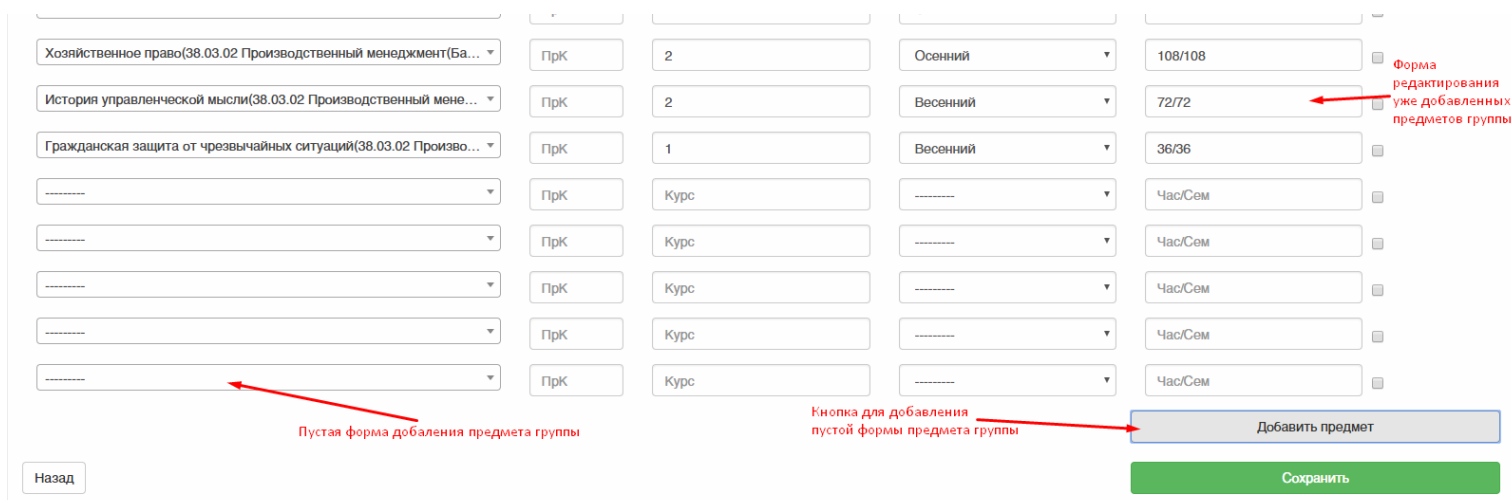 Хозяйственное право(38.03.02 Производственный менеджмент(Ба... ПрК 2 Осенний 108/108
Форма
редактирования
уже добавленных
предметов группы
История управленческой мысли(38.03.02 Производственный мене... ПрК 2 Весенний 72/72
Гражданская защита от чрезвычайных ситуаций(38.03.02 Произво... ПрК 1 Весенний 36/36
--------- ПрК Курс --------- Час/Сем
--------- ПрК Курс --------- Час/Сем
--------- ПрК Курс --------- Час/Сем
--------- ПрК Курс --------- Час/Сем
--------- ПрК Курс --------- Час/Сем
Пустая форма добаления предмета группы
Кнопка для добавления
пустой формы предмета группы
Добавить предмет
Назад
Сохранить